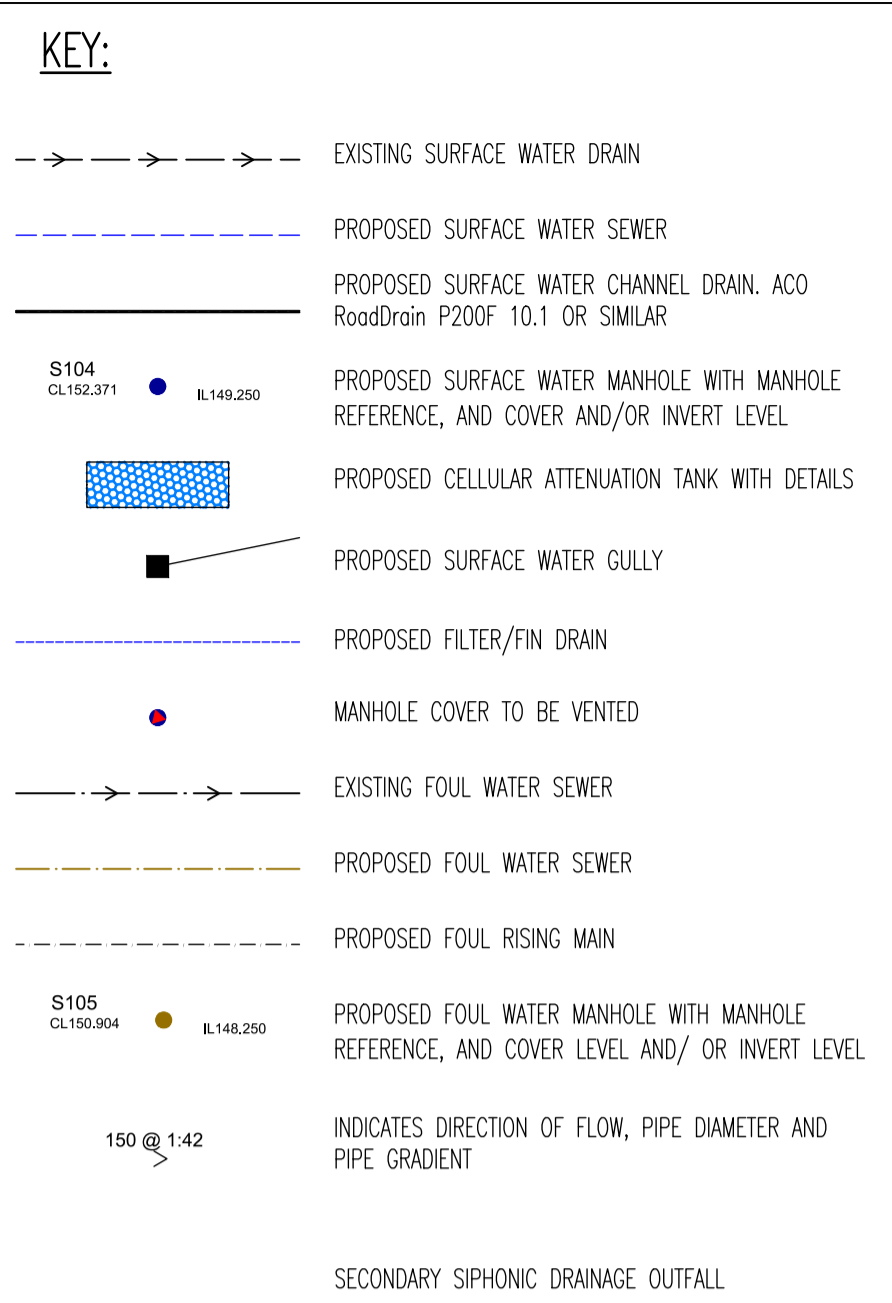 KEY:
EXISTING SURFACE WATER DRAIN
PROPOSED SURFACE WATER SEWER
PROPOSED SURFACE WATER CHANNEL DRAIN. ACO
RoadDrain P200F 10.1 OR SIMILAR
S104
CL152.371
IL149.250
PROPOSED SURFACE WATER MANHOLE WITH MANHOLE
REFERENCE, AND COVER AND/OR INVERT LEVEL
PROPOSED CELLULAR ATTENUATION TANK WITH DETAILS
PROPOSED SURFACE WATER GULLY
PROPOSED FILTER/FIN DRAIN
MANHOLE COVER TO BE VENTED
EXISTING FOUL WATER SEWER
PROPOSED FOUL WATER SEWER
PROPOSED FOUL RISING MAIN
S105
CL150.904
IL148.250
PROPOSED FOUL WATER MANHOLE WITH MANHOLE
REFERENCE, AND COVER LEVEL AND/ OR INVERT LEVEL
150 @ 1:42
INDICATES DIRECTION OF FLOW, PIPE DIAMETER AND
PIPE GRADIENT
SECONDARY SIPHONIC DRAINAGE OUTFALL